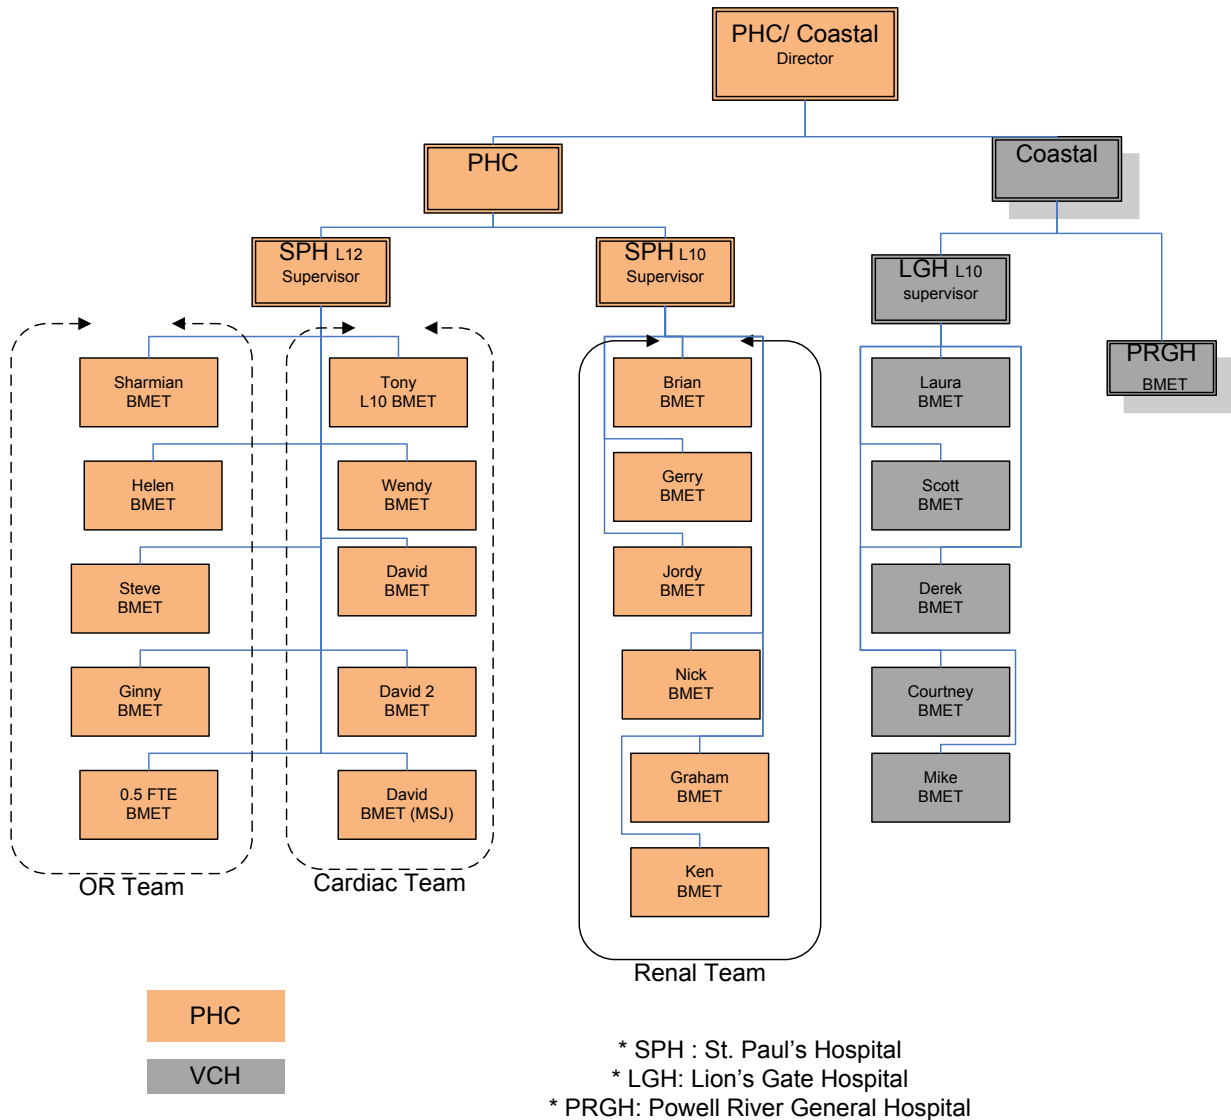 PHC/ Coastal
Director
PHC
Coastal
SPH L12
Supervisor
SPH L10
Supervisor
LGH L10
supervisor
PRGH
BMET
Sharmian
BMET
Tony
L10 BMET
Brian
BMET
Laura
BMET
Helen
BMET
Wendy
BMET
Gerry
BMET
Scott
BMET
Steve
BMET
David
BMET
Jordy
BMET
Derek
BMET
Ginny
BMET
David 2
BMET
Nick
BMET
Courtney
BMET
0.5 FTE
BMET
David
BMET (MSJ)
Graham
BMET
Mike
BMET
Ken
BMET
OR Team
Cardiac Team
Renal Team
PHC
VCH
* SPH : St. Paul's Hospital
* LGH: Lion's Gate Hospital
* PRGH: Powell River General Hospital